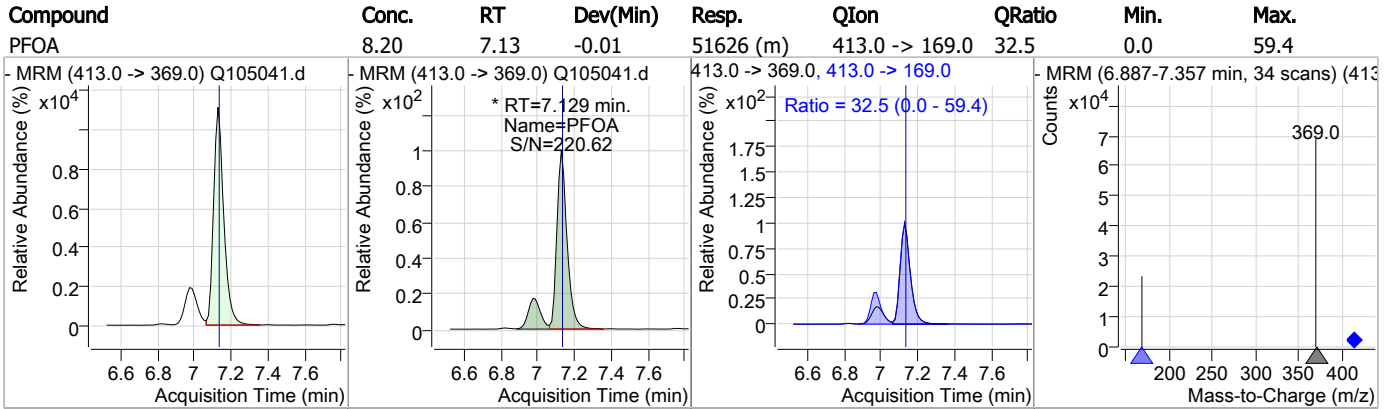 Compound Conc. RT Dev(Min) Resp. QIon QRatio Min. Max.
PFOA 8.20 7.13 -0.01 51626 (m) 413.0 -> 169.0 32.5 0.0 59.4
- MRM (413.0 -> 369.0) Q105041.d
x10⁴
Relative Abundance (%)
0.8
0.6
0.4
0.2
0
6.6 6.8 7 7.2 7.4 7.6
Acquisition Time (min)
- MRM (413.0 -> 369.0) Q105041.d
x10²
* RT=7.129 min.
Name=PFOA
S/N=220.62
Relative Abundance (%)
1
0.8
0.6
0.4
0.2
0
6.6 6.8 7 7.2 7.4 7.6
Acquisition Time (min)
413.0 -> 369.0, 413.0 -> 169.0
x10²
Ratio = 32.5 (0.0 - 59.4)
Relative Abundance (%)
1.75
1.5
1.25
1
0.75
0.5
0.25
0
6.6 6.8 7 7.2 7.4 7.6
Acquisition Time (min)
- MRM (6.887-7.357 min, 34 scans) (413
x10⁴
Counts
369.0
7
6
5
4
3
2
1
0
200 250 300 350 400
Mass-to-Charge (m/z)